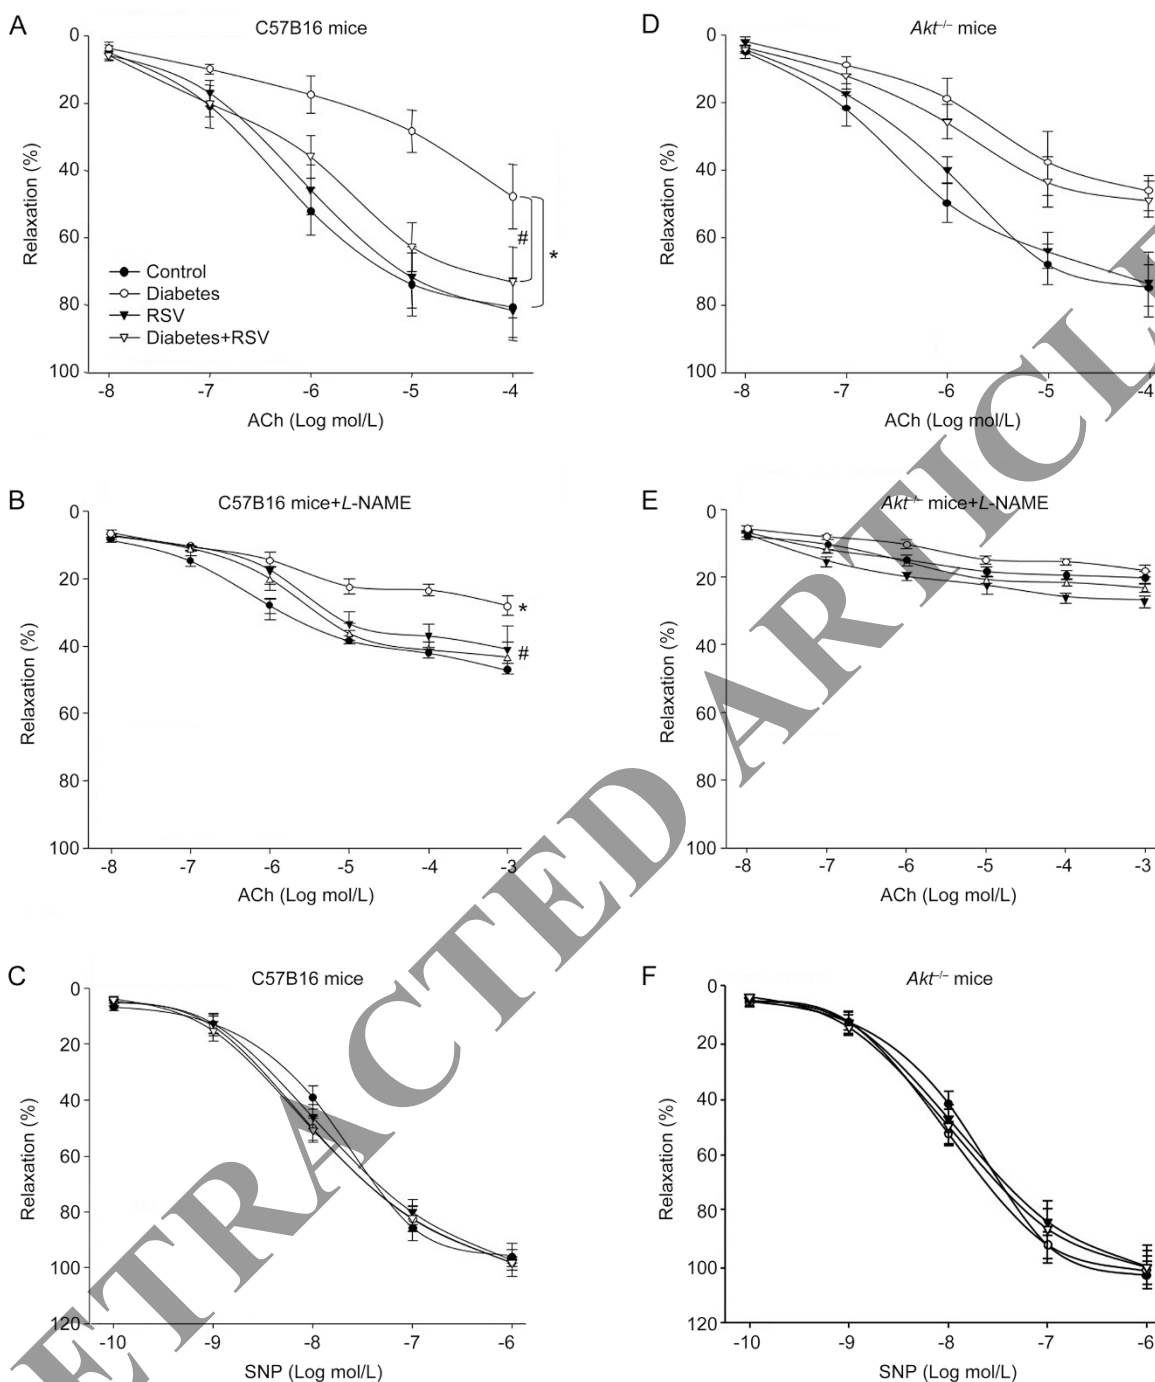 A
C57B16 mice
0
20
40
60
80
100
Relaxation (%)
Control
Diabetes
RSV
Diabetes+RSV
#
*
-8
-7
-6
-5
-4
ACh (Log mol/L)
D
Akt-/- mice
0
20
40
60
80
100
Relaxation (%)
-8
-7
-6
-5
-4
ACh (Log mol/L)
B
C57B16 mice+L-NAME
0
20
40
60
80
100
Relaxation (%)
*
#
-8
-7
-6
-5
-4
-3
ACh (Log mol/L)
E
Akt-/- mice+L-NAME
0
20
40
60
80
100
Relaxation (%)
-8
-7
-6
-5
-4
-3
ACh (Log mol/L)
C
C57B16 mice
0
20
40
60
80
100
120
Relaxation (%)
-10
-9
-8
-7
-6
SNP (Log mol/L)
F
Akt-/- mice
0
20
40
60
80
100
120
Relaxation (%)
-10
-9
-8
-7
-6
SNP (Log mol/L)
ETRACTED ARTICLE